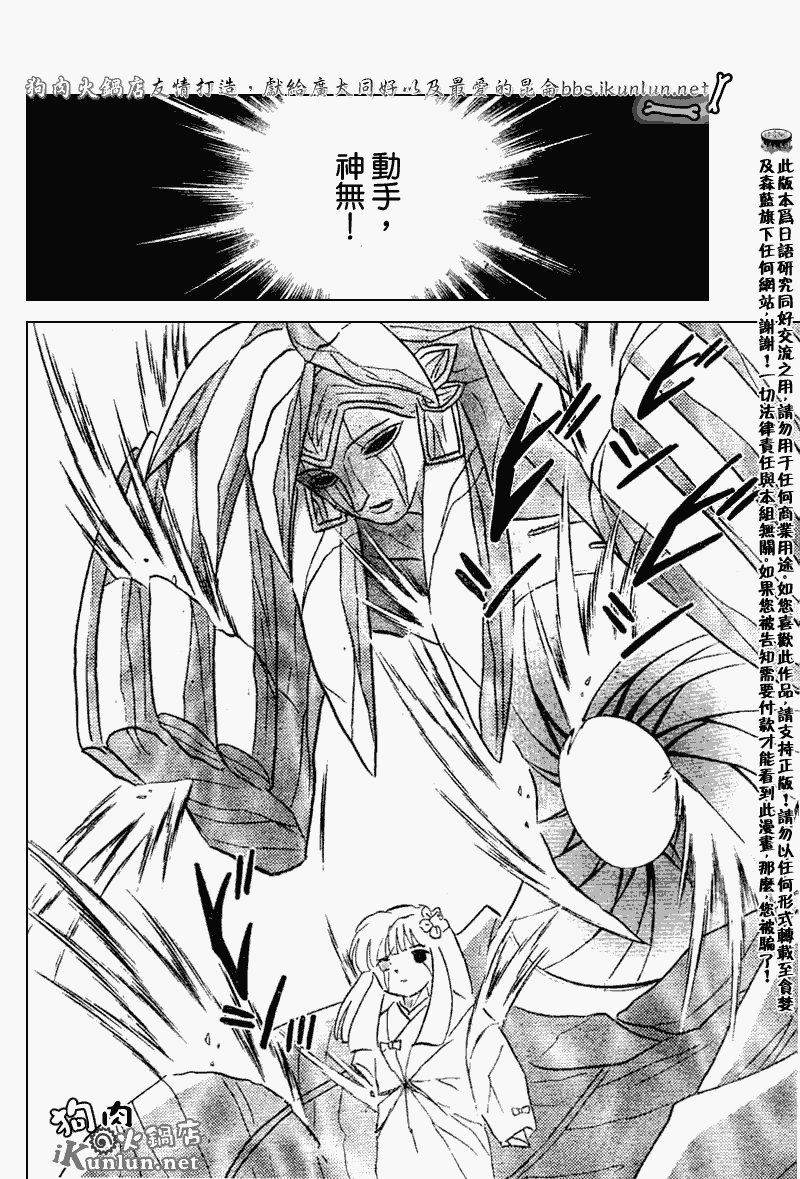 狗肉火鍋店友情打造，獻給廣大同好以及最愛的昆侖bbs.ikunlun.net
動手，
神無！
此版本爲日語研究同好交流之用，請勿用于任何商業用途。如您喜歡此作品，請支持正版！請勿以任何形式轉載至貪婪
及森藍旗下任何網站，謝謝！一切法律責任與本組無關。如果您被告知需要付款才能看到此漫畫，那麼，您被騙了！
狗肉
火鍋店
iKunlun.net